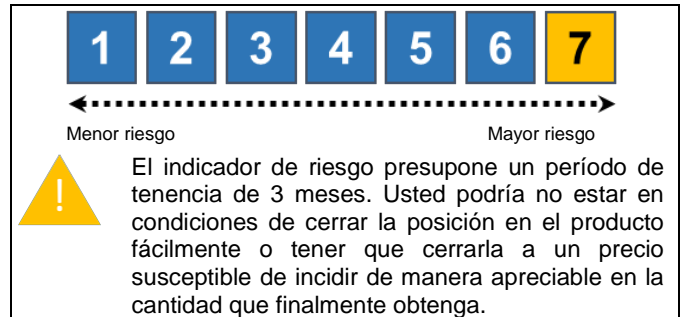 1 2 3 4 5 6 7
Menor riesgo Mayor riesgo
! El indicador de riesgo presupone un período de
tenencia de 3 meses. Usted podría no estar en
condiciones de cerrar la posición en el producto
fácilmente o tener que cerrarla a un precio
susceptible de incidir de manera apreciable en la
cantidad que finalmente obtenga.